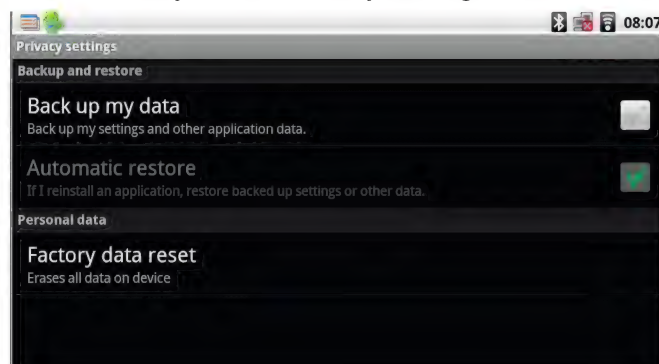 08:07
Privacy settings
Backup and restore
Back up my data
Back up my settings and other application data.
Automatic restore
If I reinstall an application, restore backed up settings or other data.
Personal data
Factory data reset
Erases all data on device